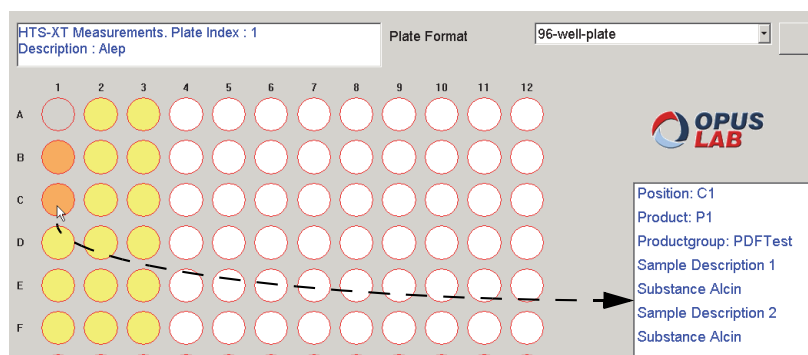 HTS-XT Measurements. Plate Index : 1
Description : Alep
Plate Format
96-well-plate
1 2 3 4 5 6 7 8 9 10 11 12
A
B
C
D
E
F
OPUS
LAB
Position: C1
Product: P1
Productgroup: PDFTest
Sample Description 1
Substance Alcin
Sample Description 2
Substance Alcin